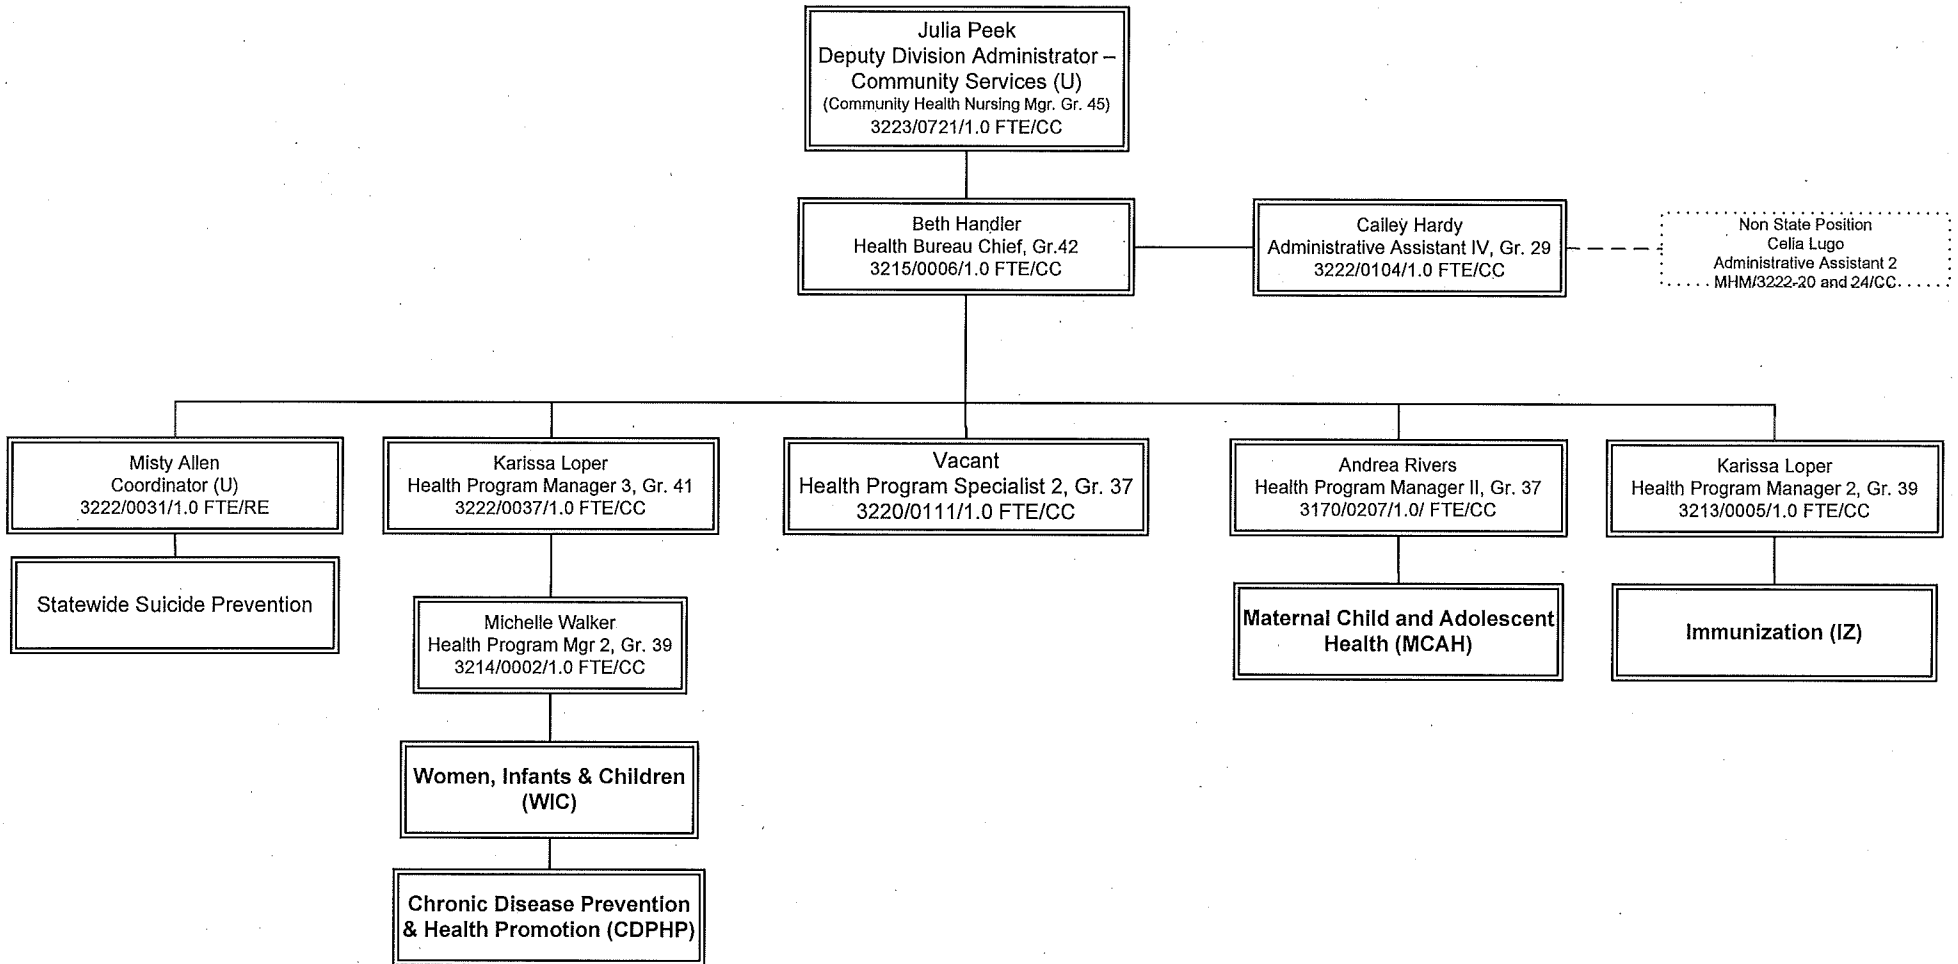 Julia Peek
Deputy Division Administrator –
Community Services (U)
(Community Health Nursing Mgr. Gr. 45)
3223/0721/1.0 FTE/CC
Beth Handler
Health Bureau Chief, Gr.42
3215/0006/1.0 FTE/CC
Cailey Hardy
Administrative Assistant IV, Gr. 29
3222/0104/1.0 FTE/CC
Non State Position
Celia Lugo
Administrative Assistant 2
MHM/3222-20 and 24/CC
Misty Allen
Coordinator (U)
3222/0031/1.0 FTE/RE
Statewide Suicide Prevention
Karissa Loper
Health Program Manager 3, Gr. 41
3222/0037/1.0 FTE/CC
Michelle Walker
Health Program Mgr 2, Gr. 39
3214/0002/1.0 FTE/CC
Women, Infants & Children
(WIC)
Chronic Disease Prevention
& Health Promotion (CDPHP)
Vacant
Health Program Specialist 2, Gr. 37
3220/0111/1.0 FTE/CC
Andrea Rivers
Health Program Manager II, Gr. 37
3170/0207/1.0/ FTE/CC
Maternal Child and Adolescent
Health (MCAH)
Karissa Loper
Health Program Manager 2, Gr. 39
3213/0005/1.0 FTE/CC
Immunization (IZ)